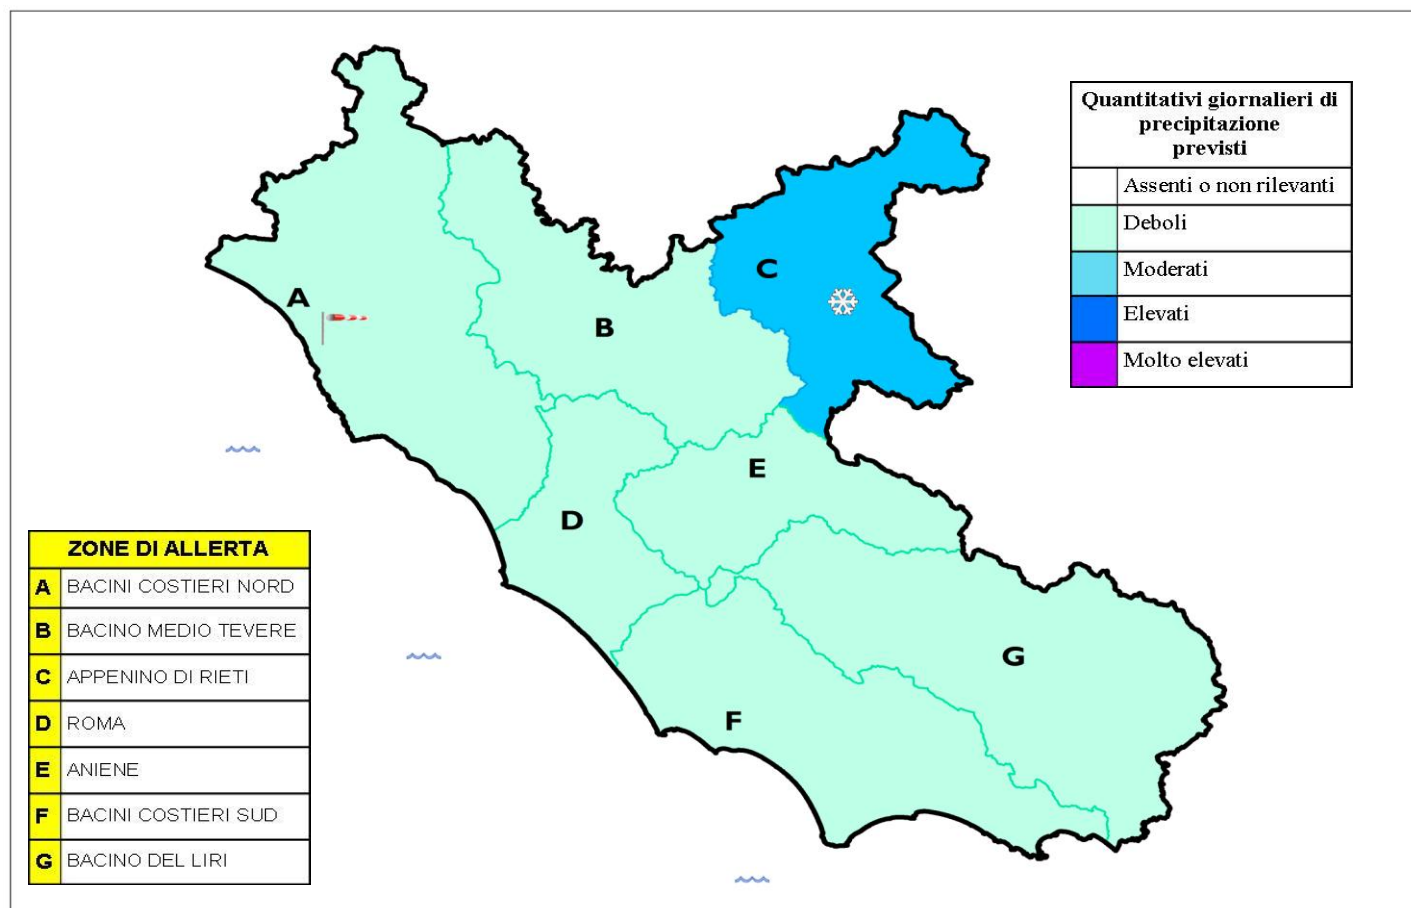 Quantitativi giornalieri di
precipitazione
previsti
Assenti o non rilevanti
Deboli
Moderati
Elevati
Molto elevati
A
B
C
D
E
F
G
ZONE DI ALLERTA
A BACINI COSTIERI NORD
B BACINO MEDIO TEVERE
C APPENINO DI RIETI
D ROMA
E ANIENE
F BACINI COSTIERI SUD
G BACINO DEL LIRI